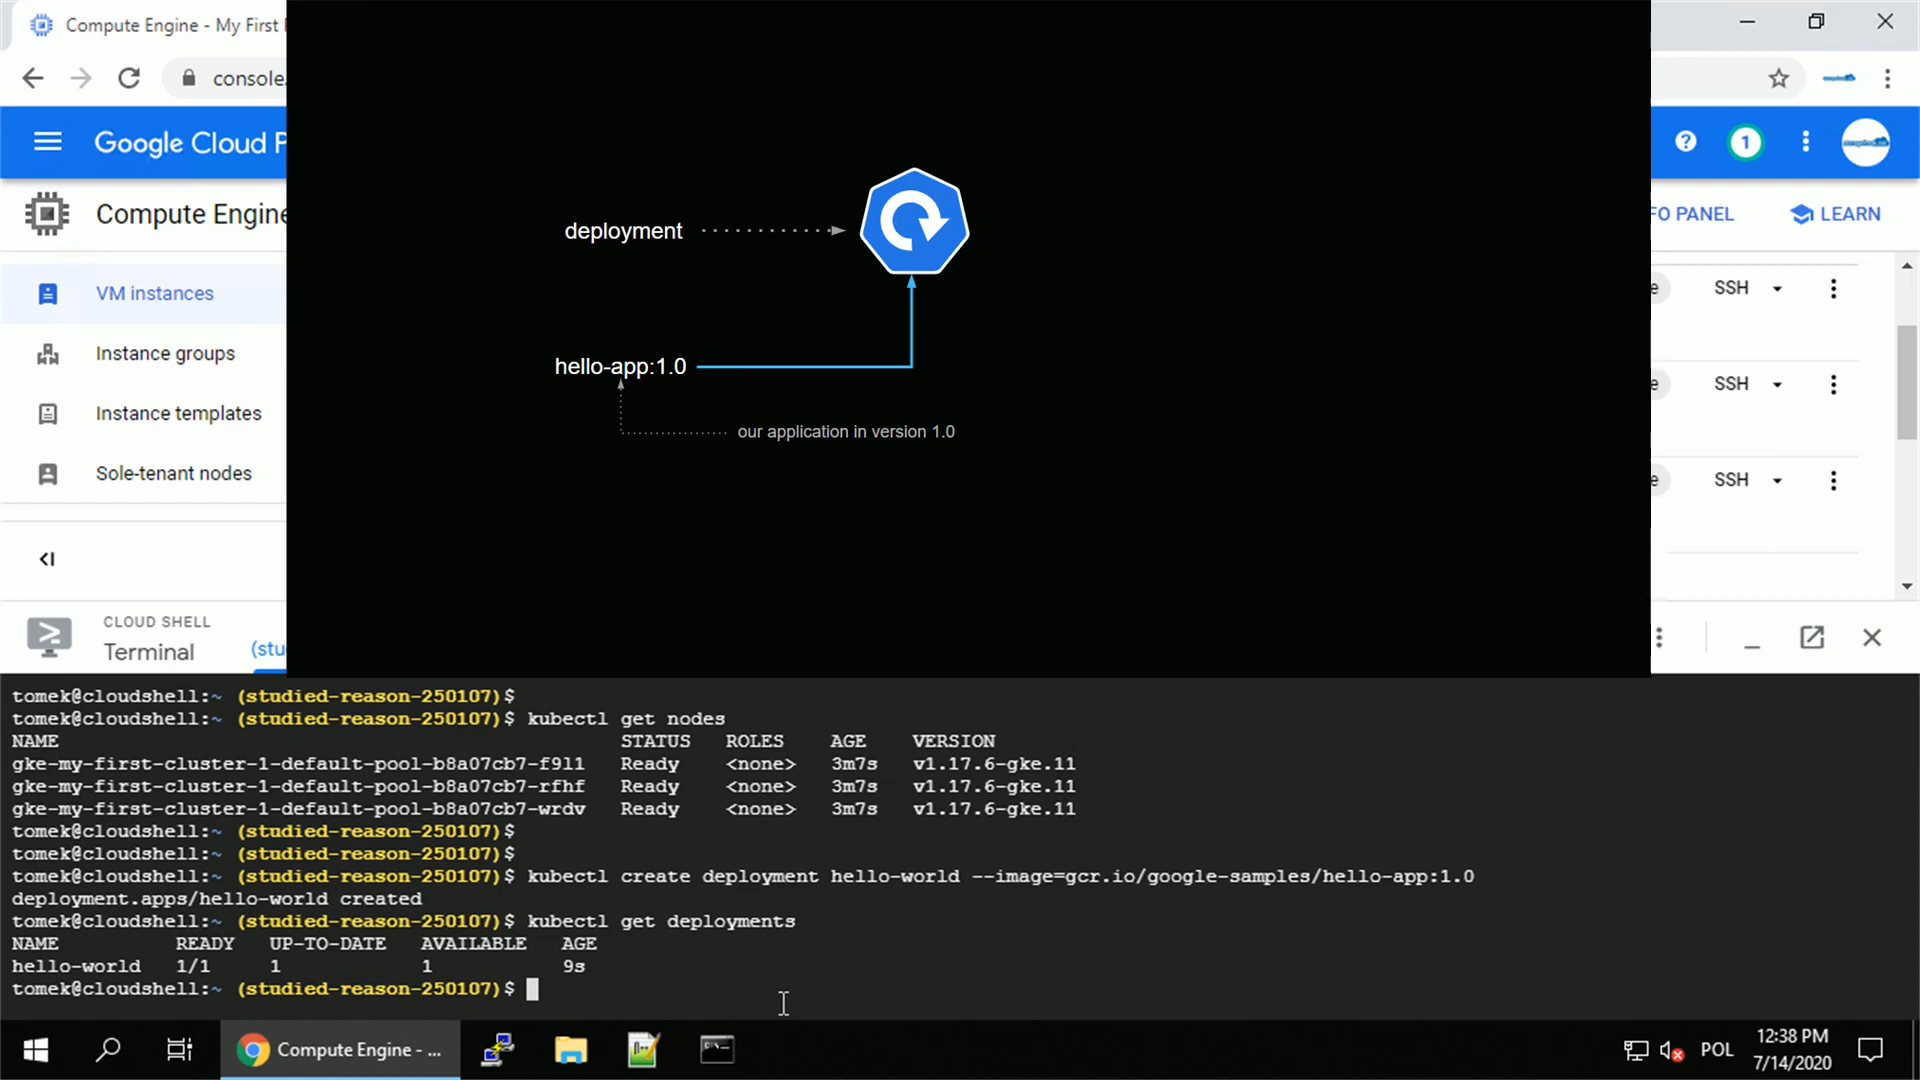 Compute Engine - My First
console.
Google Cloud P
1
Compute Engine
FO PANEL
LEARN
VM instances
Instance groups
Instance templates
Sole-tenant nodes
SSH
SSH
SSH
deployment
hello-app:1.0
our application in version 1.0
CLOUD SHELL
Terminal
(stu
tomek@cloudshell:~ (studied-reason-250107)$
tomek@cloudshell:~ (studied-reason-250107)$ kubectl get nodes
NAME STATUS ROLES AGE VERSION
gke-my-first-cluster-1-default-pool-b8a07cb7-f9l1 Ready <none> 3m7s v1.17.6-gke.11
gke-my-first-cluster-1-default-pool-b8a07cb7-rfhf Ready <none> 3m7s v1.17.6-gke.11
gke-my-first-cluster-1-default-pool-b8a07cb7-wrdv Ready <none> 3m7s v1.17.6-gke.11
tomek@cloudshell:~ (studied-reason-250107)$
tomek@cloudshell:~ (studied-reason-250107)$
tomek@cloudshell:~ (studied-reason-250107)$ kubectl create deployment hello-world --image=gcr.io/google-samples/hello-app:1.0
deployment.apps/hello-world created
tomek@cloudshell:~ (studied-reason-250107)$ kubectl get deployments
NAME READY UP-TO-DATE AVAILABLE AGE
hello-world 1/1 1 1 9s
tomek@cloudshell:~ (studied-reason-250107)$
Compute Engine - ...
POL
12:38 PM
7/14/2020